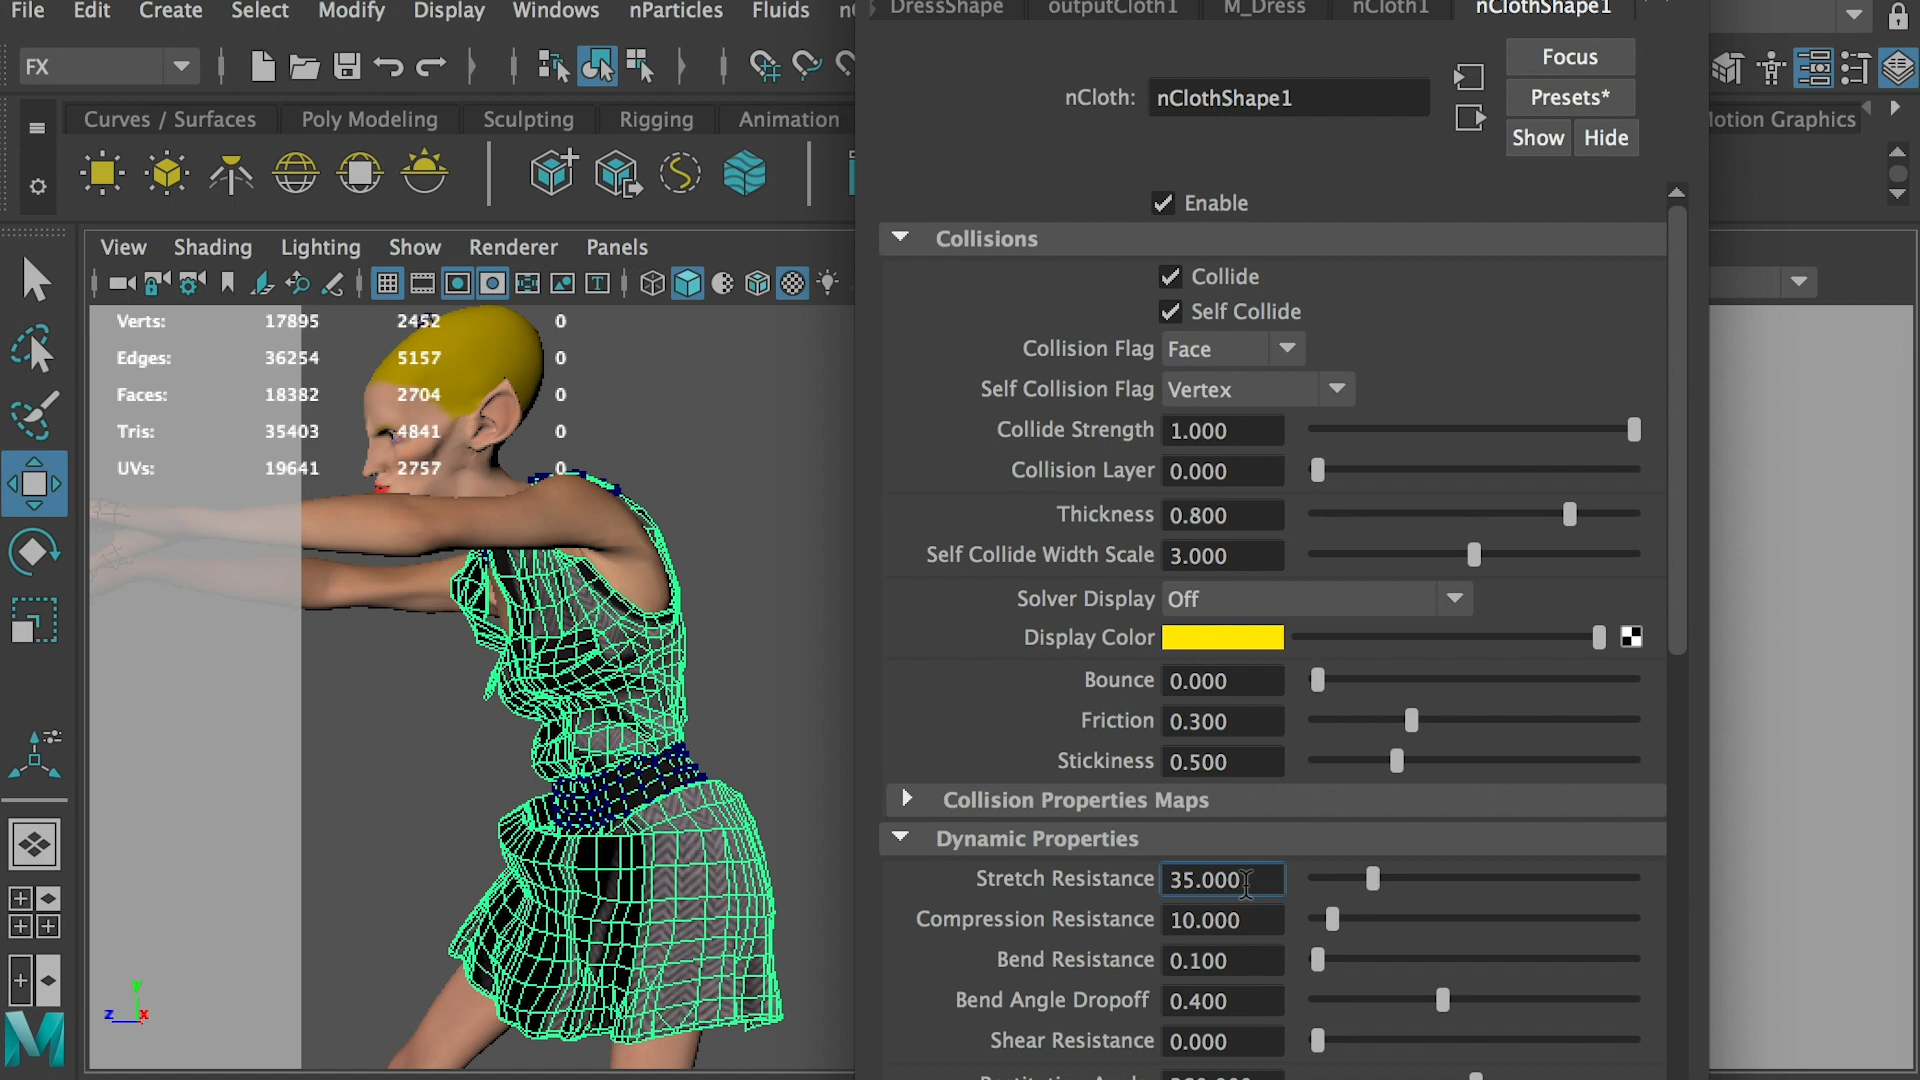 File Edit Create Select Modify Display Windows nParticles Fluids
DressShape outputCloth1 M_Dress nCloth1 nClothShape1
FX
nCloth: nClothShape1
Focus
Presets*
Show Hide
Curves / Surfaces Poly Modeling Sculpting Rigging Animation
Motion Graphics
View Shading Lighting Show Renderer Panels
Verts: 17895 2452 0
Edges: 36254 5157 0
Faces: 18382 2704 0
Tris: 35403 4841 0
UVs: 19641 2757 0
y
z x
Enable
Collisions
Collide
Self Collide
Collision Flag Face
Self Collision Flag Vertex
Collide Strength 1.000
Collision Layer 0.000
Thickness 0.800
Self Collide Width Scale 3.000
Solver Display Off
Display Color
Bounce 0.000
Friction 0.300
Stickiness 0.500
Collision Properties Maps
Dynamic Properties
Stretch Resistance 35.000
Compression Resistance 10.000
Bend Resistance 0.100
Bend Angle Dropoff 0.400
Shear Resistance 0.000